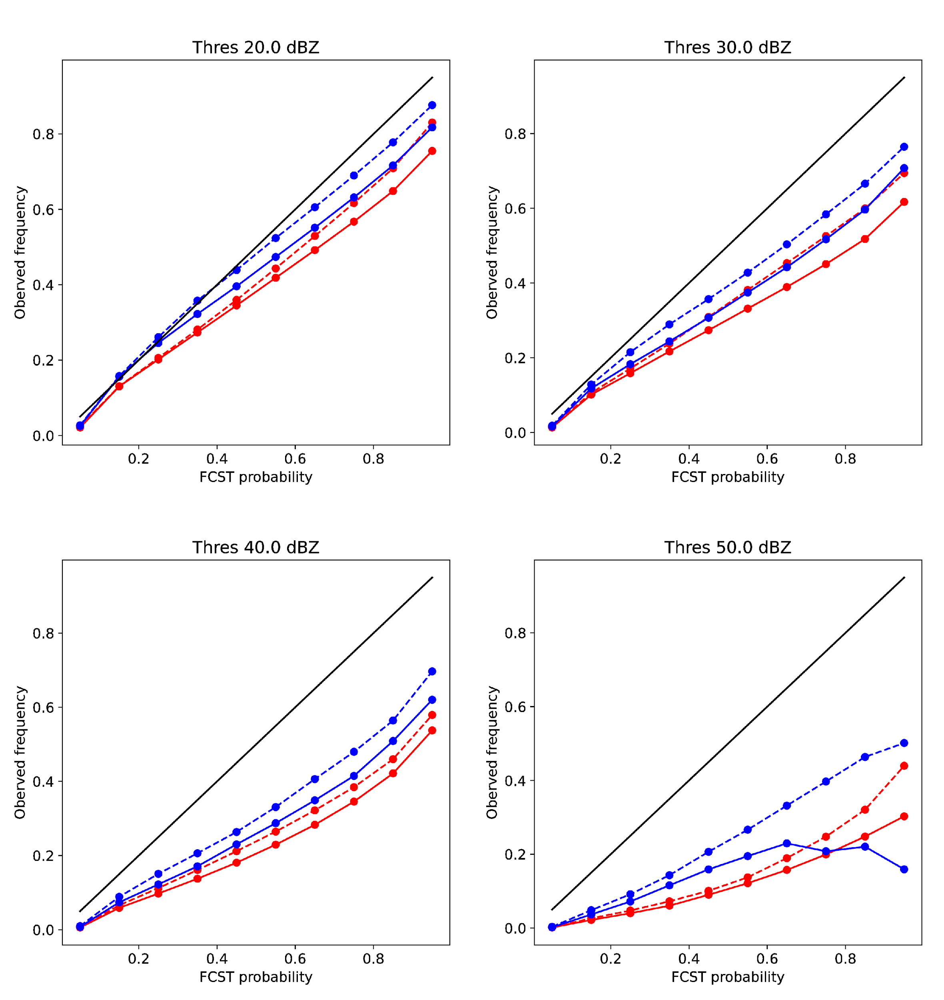 Thres 20.0 dBZ
Oberved frequency
0.8
0.6
0.4
0.2
0.0
0.2 0.4 0.6 0.8
FCST probability
Thres 30.0 dBZ
Oberved frequency
0.8
0.6
0.4
0.2
0.0
0.2 0.4 0.6 0.8
FCST probability
Thres 40.0 dBZ
Oberved frequency
0.8
0.6
0.4
0.2
0.0
0.2 0.4 0.6 0.8
FCST probability
Thres 50.0 dBZ
Oberved frequency
0.8
0.6
0.4
0.2
0.0
0.2 0.4 0.6 0.8
FCST probability